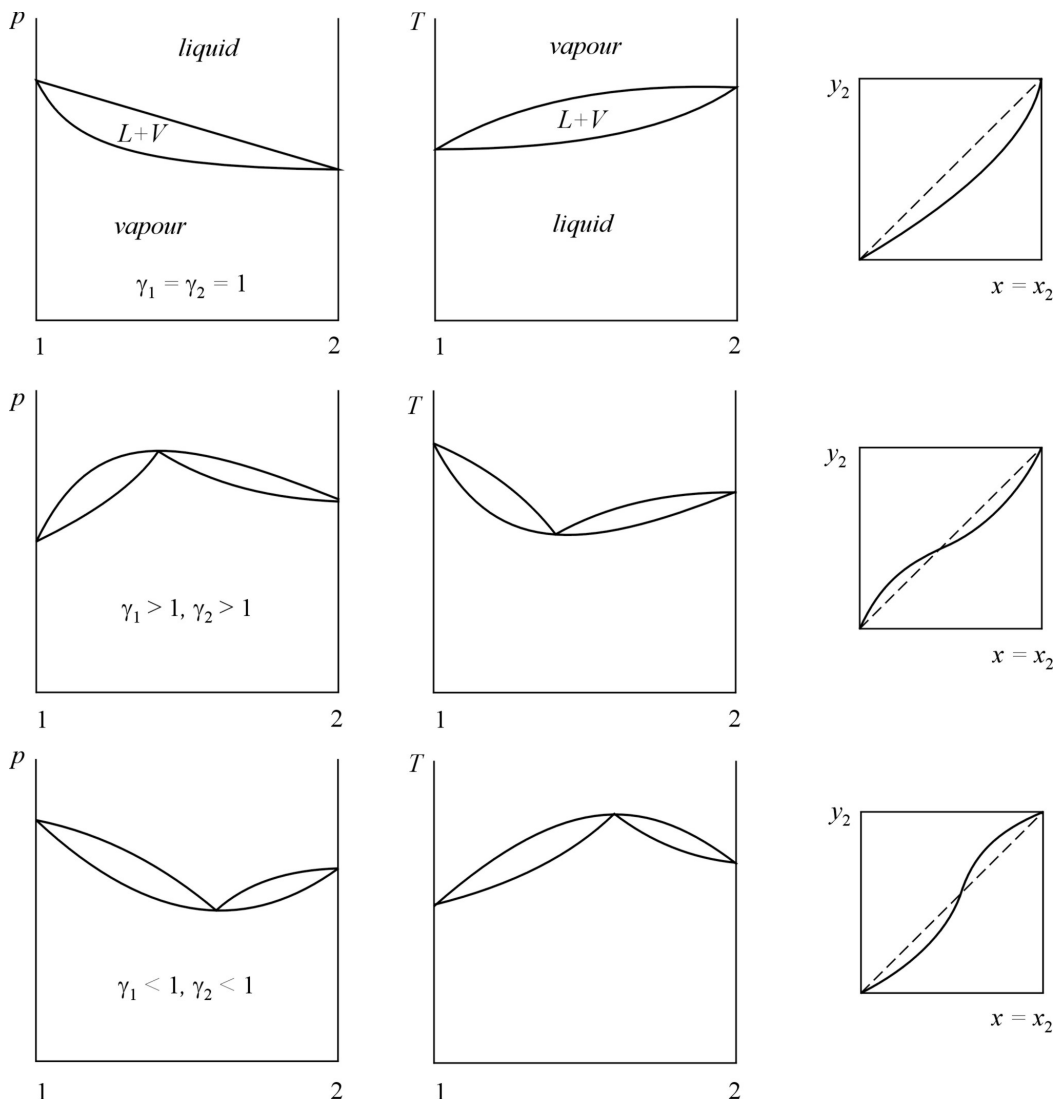 p
liquid
L+V
vapour
γ₁ = γ₂ = 1
1 2
T
vapour
L+V
liquid
1 2
y₂
x = x₂
p
γ₁ > 1, γ₂ > 1
1 2
T
1 2
y₂
x = x₂
p
γ₁ < 1, γ₂ < 1
1 2
T
1 2
y₂
x = x₂